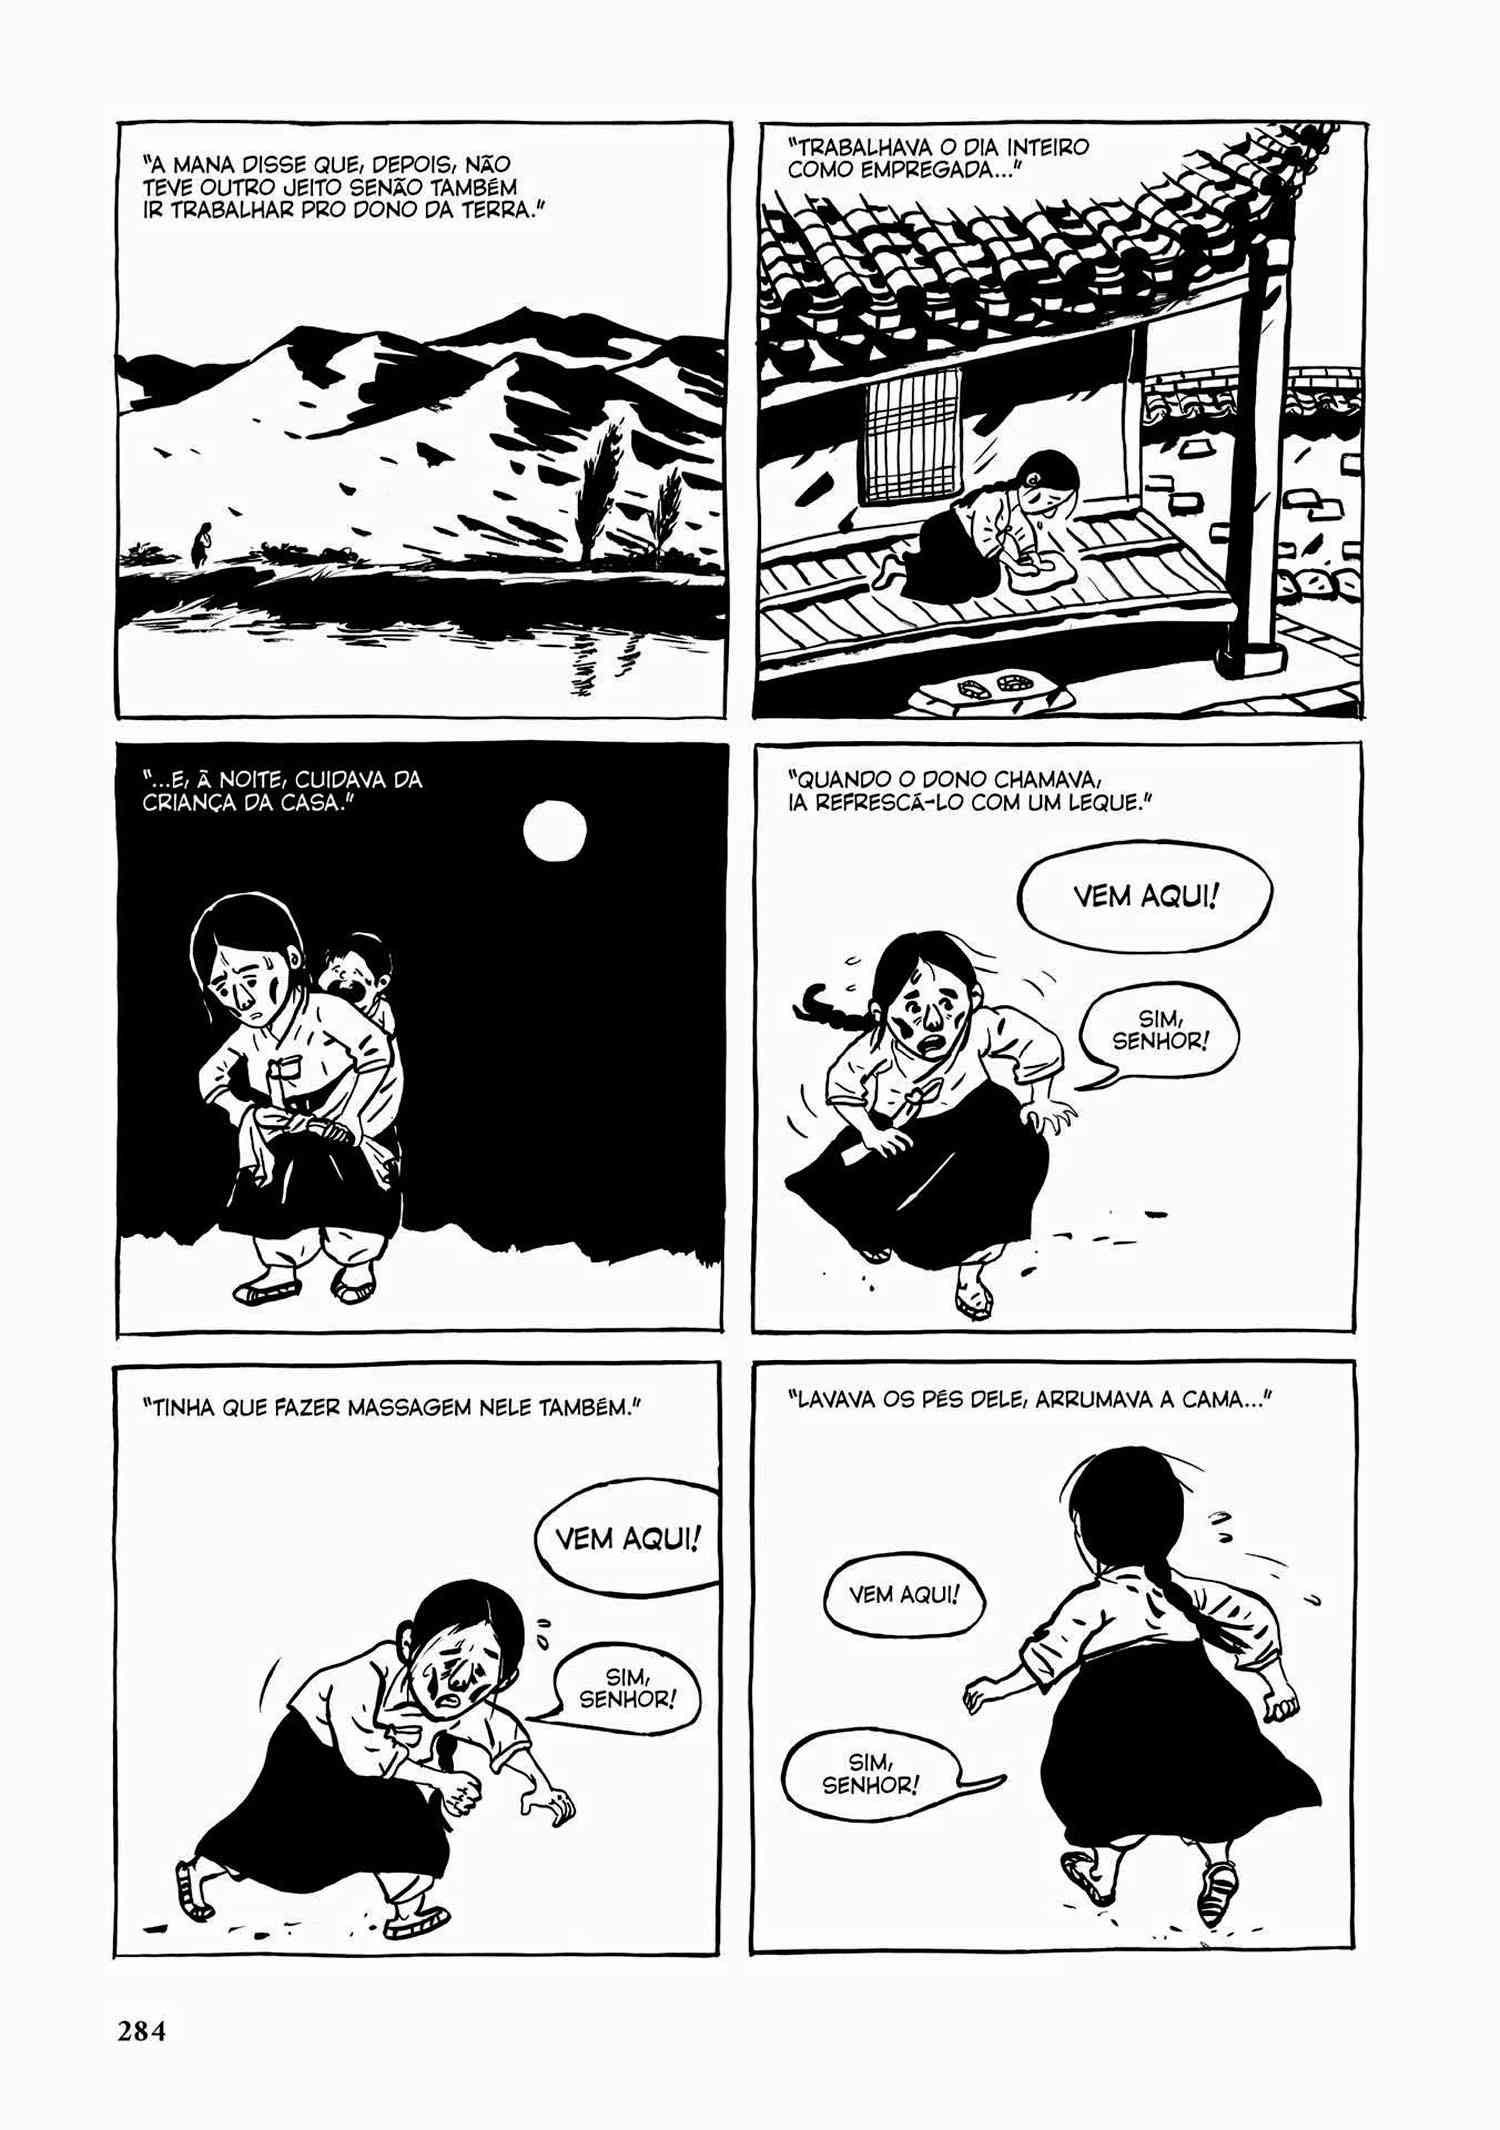 "A MANA DISSE QUE, DEPOIS, NÃO
TEVE OUTRO JEITO SENÃO TAMBÉM
IR TRABALHAR PRO DONO DA TERRA."
"TRABALHAVA O DIA INTEIRO
COMO EMPREGADA..."
"...E, À NOITE, CUIDAVA DA
CRIANÇA DA CASA."
"QUANDO O DONO CHAMAVA,
IA REFRESCÁ-LO COM UM LEQUE."
VEM AQUI!
SIM,
SENHOR!
"TINHA QUE FAZER MASSAGEM NELE TAMBÉM."
VEM AQUI!
SIM,
SENHOR!
"LAVAVA OS PÉS DELE, ARRUMAVA A CAMA..."
VEM AQUI!
SIM,
SENHOR!
284